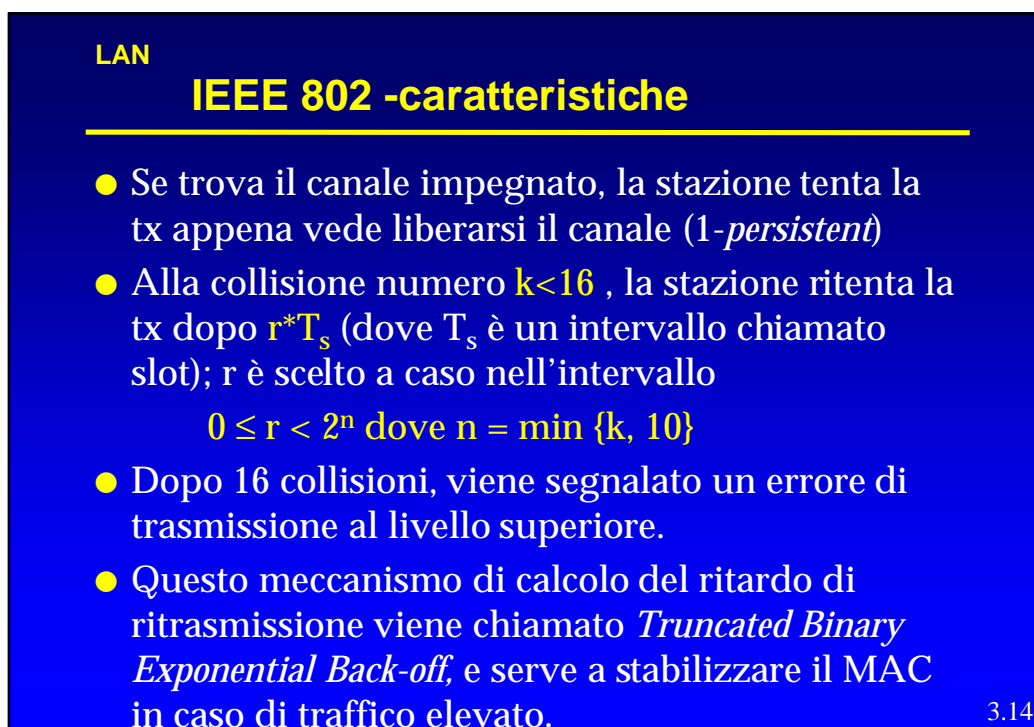 LAN
IEEE 802 -caratteristiche
● Se trova il canale impegnato, la stazione tenta la
tx appena vede liberarsi il canale (1-persistent)
● Alla collisione numero k<16 , la stazione ritenta la
tx dopo r*Tₛ (dove Tₛ è un intervallo chiamato
slot); r è scelto a caso nell’intervallo
0 ≤ r < 2ⁿ dove n = min {k, 10}
● Dopo 16 collisioni, viene segnalato un errore di
trasmissione al livello superiore.
● Questo meccanismo di calcolo del ritardo di
ritrasmissione viene chiamato Truncated Binary
Exponential Back-off, e serve a stabilizzare il MAC
in caso di traffico elevato.
3.14